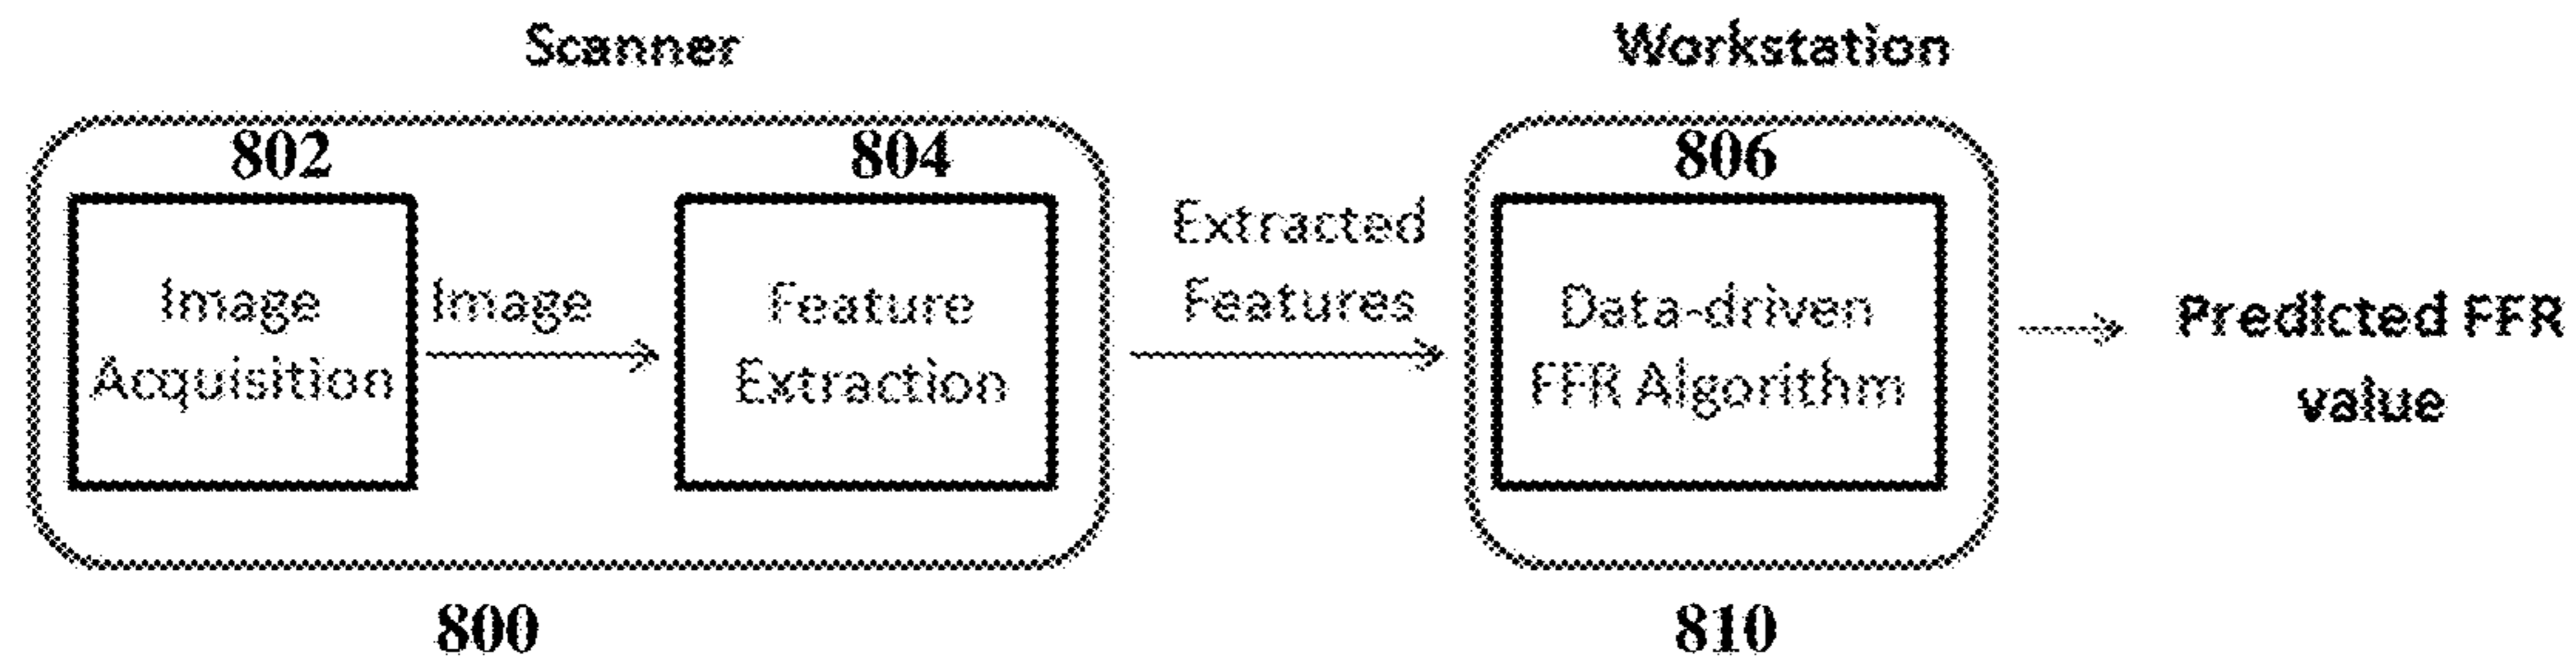 Scanner
Workstation
802
804
806
Image
Acquisition
Image
Feature
Extraction
Extracted
Features
Data-driven
FFR Algorithm
Predicted FFR
value
800
810